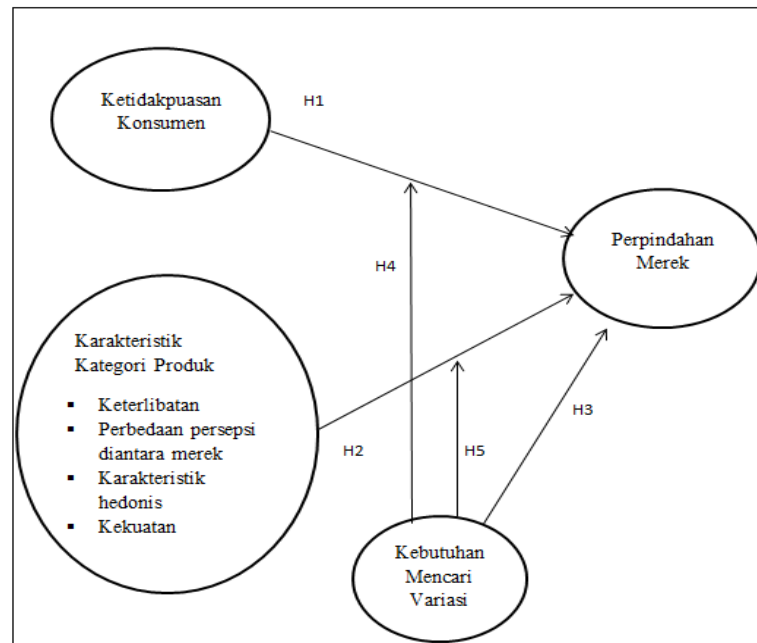 Ketidakpuasan
Konsumen
H1
Perpindahan
Merek
H4
Karakteristik
Kategori Produk
▪ Keterlibatan
▪ Perbedaan persepsi
diantara merek
▪ Karakteristik
hedonis
▪ Kekuatan
H2
H5
H3
Kebutuhan
Mencari
Variasi